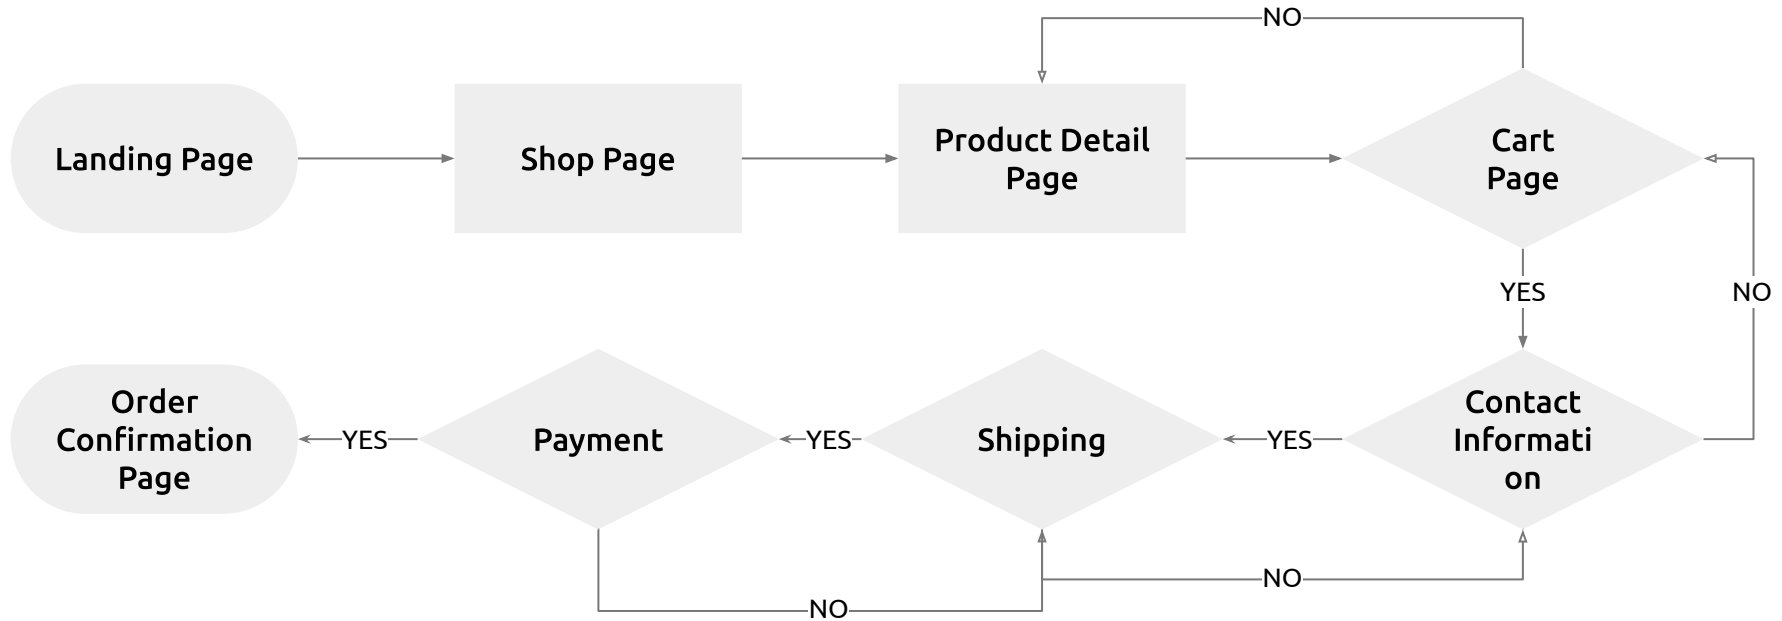 NO
Landing Page
Shop Page
Product Detail
Page
Cart
Page
YES
NO
Order
Confirmation
Page
YES
Payment
YES
Shipping
YES
Contact
Informati
on
NO
NO